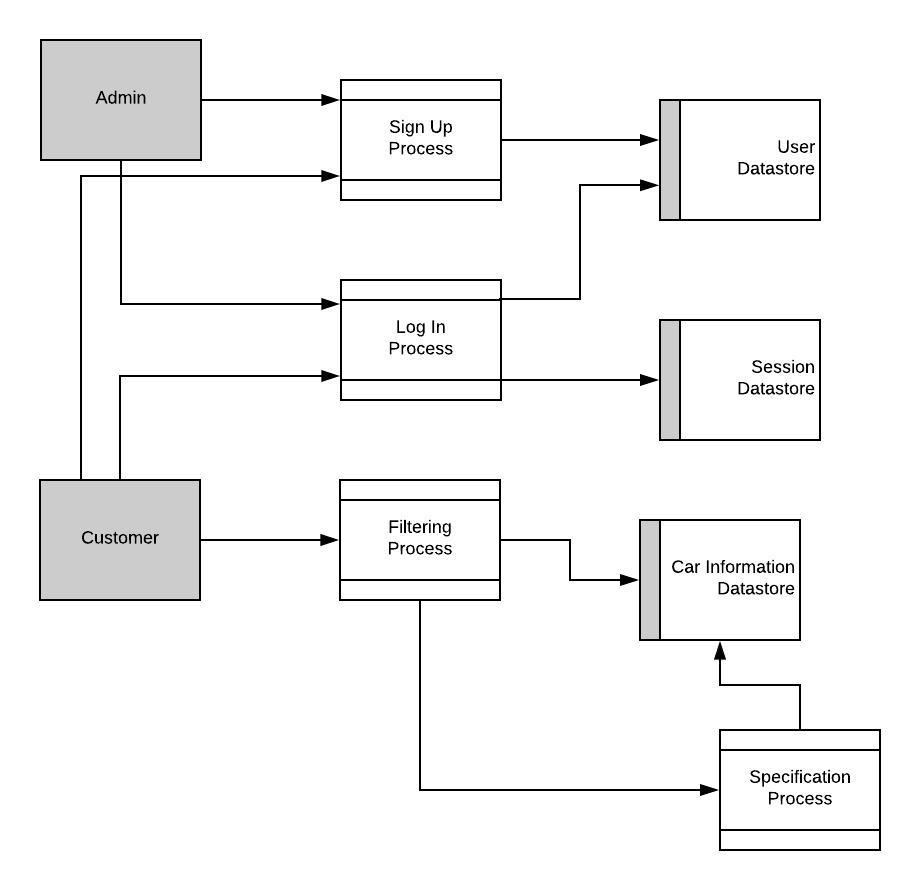 Admin
Sign Up
Process
User
Datastore
Log In
Process
Session
Datastore
Customer
Filtering
Process
Car Information
Datastore
Specification
Process